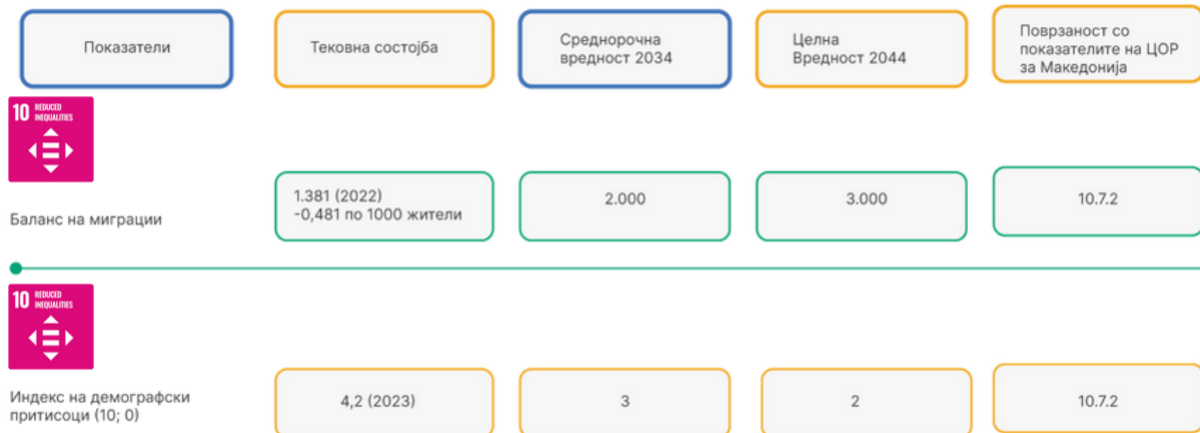 Показатели
Тековна состојба
Среднорочна
вредност 2034
Целна
Вредност 2044
Поврзаност со
показателите на ЦОР
за Македонија
10 REDUCED
INEQUALITIES
Баланс на миграции
1.381 (2022)
-0,481 по 1000 жители
2.000
3.000
10.7.2
10 REDUCED
INEQUALITIES
Индекс на демографски
притисоци (10; 0)
4,2 (2023)
3
2
10.7.2